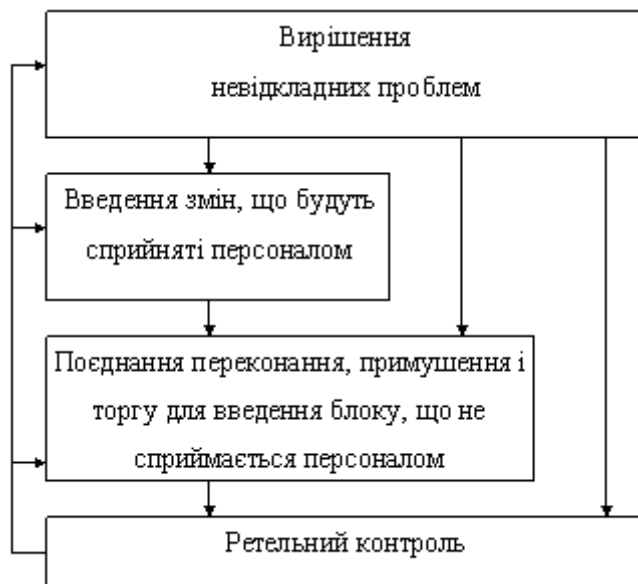 Вирішення
невідкладних проблем
Введення змін, що будуть
сприйняті персоналом
Поєднання переконання, примушення і
торгу для введення блоку, що не
сприймається персоналом
Ретельний контроль